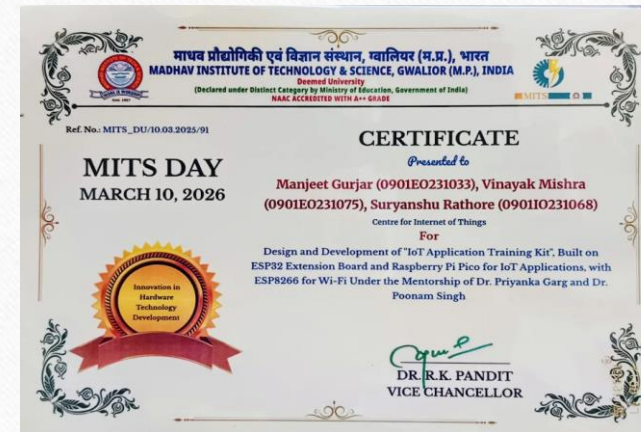 माधव प्रौद्योगिकी एवं विज्ञान संस्थान, ग्वालियर (म.प्र.), भारत
MADHAV INSTITUTE OF TECHNOLOGY & SCIENCE, GWALIOR (M.P.), INDIA
Deemed University
(Declared under Distinct Category by Ministry of Education, Government of India)
NAAC ACCREDITED WITH A++ GRADE
MITS
Ref. No.: MITS_DU/10.03.2025/91
MITS DAY
MARCH 10, 2026
Innovation in
Hardware
Technology
Development
CERTIFICATE
Presented to
Manjeet Gurjar (0901EO231033), Vinayak Mishra
(0901EO231075), Suryanshu Rathore (0901IO231068)
Centre for Internet of Things
For
Design and Development of "IoT Application Training Kit", Built on
ESP32 Extension Board and Raspberry Pi Pico for IoT Applications, with
ESP8266 for Wi-Fi Under the Mentorship of Dr. Priyanka Garg and Dr.
Poonam Singh
DR. R.K. PANDIT
VICE CHANCELLOR